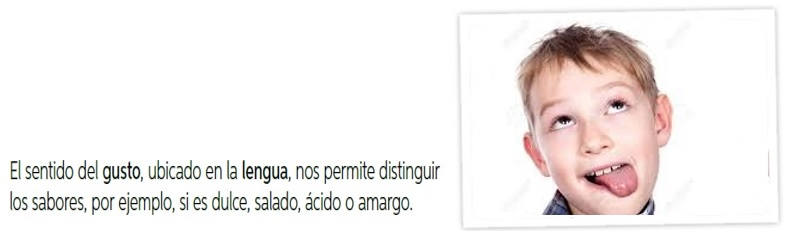 El sentido del gusto, ubicado en la lengua, nos permite distinguir
los sabores, por ejemplo, si es dulce, salado, ácido o amargo.